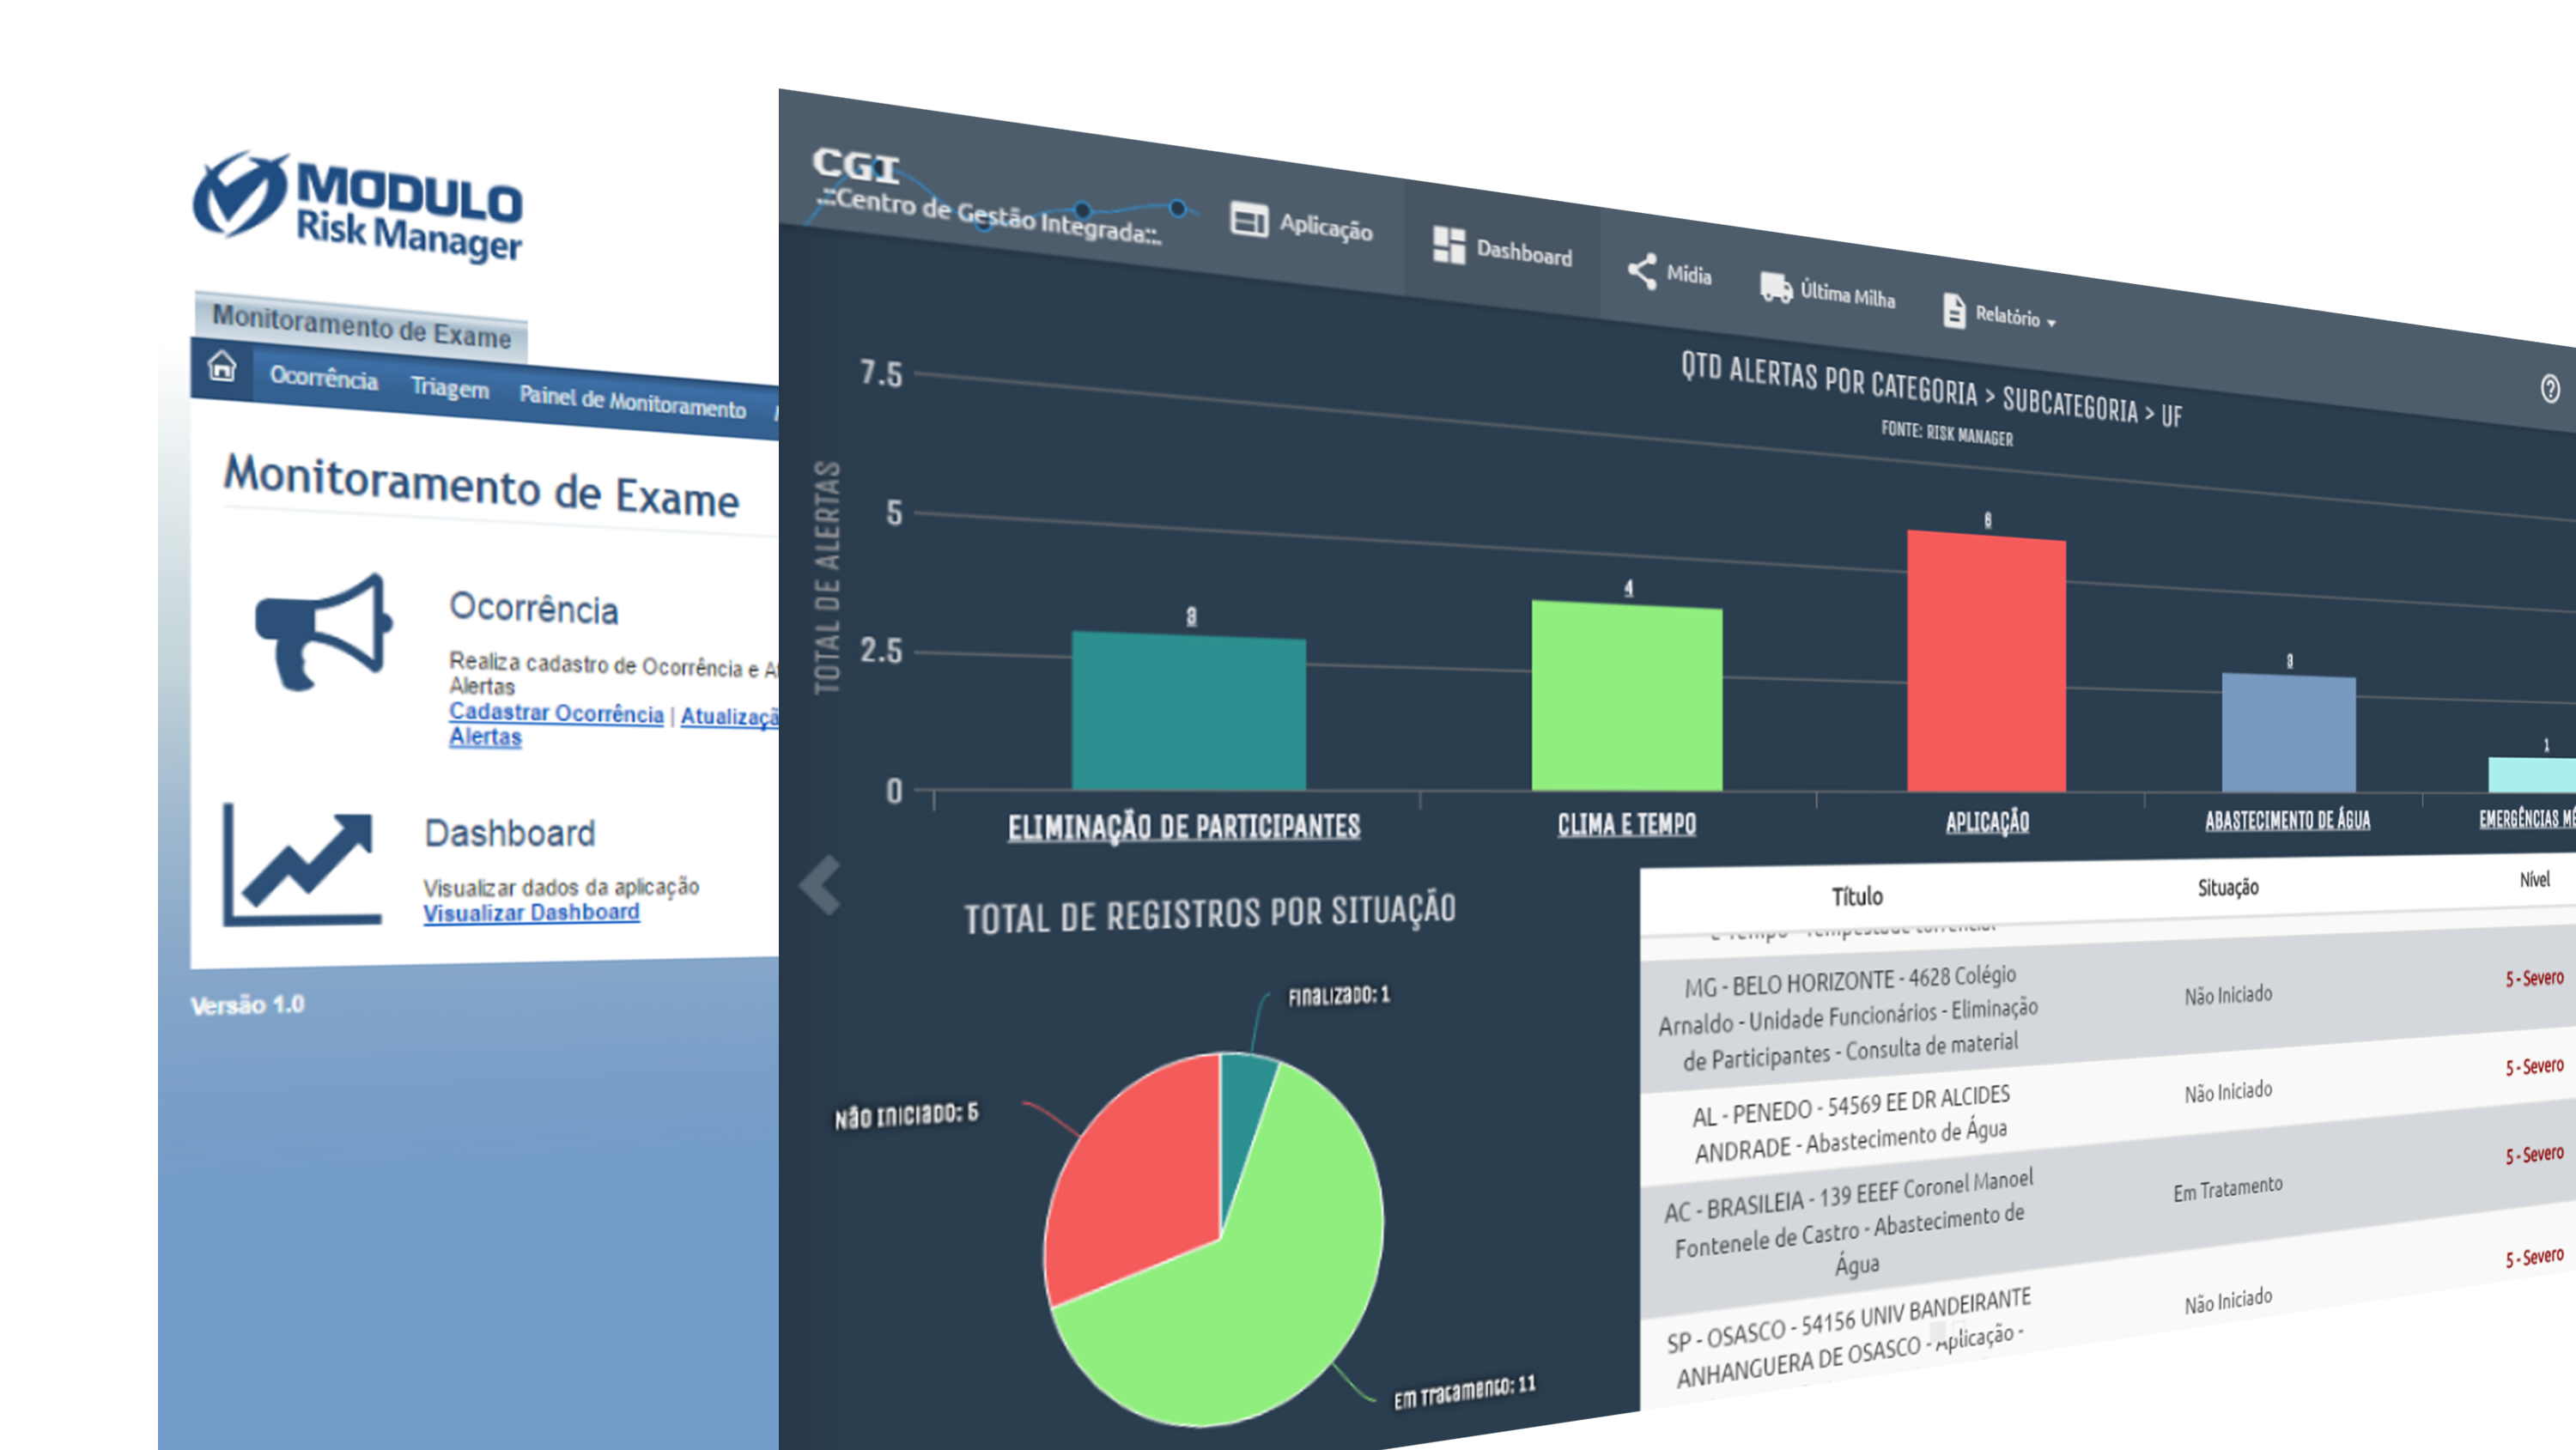 MODULO
Risk Manager
Monitoramento de Exame
Ocorrência
Triagem
Painel de Monitoramento
Monitoramento de Exame
Ocorrência
Realiza cadastro de Ocorrência e
Alertas
Cadastrar Ocorrência |
Alertas
Dashboard
Visualizar dados da aplicação
Visualizar Dashboard
Versão 1.0
CGI
.::Centro de Gestão Integrada::.
Aplicação
Dashboard
Midia
Última Milha
Relatório
QTD ALERTAS POR CATEGORIA > SUBCATEGORIA > UF
FONTE: RISK MANAGER
TOTAL DE ALERTAS
7.5
5
2.5
0
3
4
6
3
1
ELIMINAÇÃO DE PARTICIPANTES
CLIMA E TEMPO
APLICAÇÃO
ABASTECIMENTO DE ÁGUA
EMERGÊNCIAS
TOTAL DE REGISTROS POR SITUAÇÃO
Finalizado: 1
Não Iniciado: 5
Em Tratamento: 11
Título
Situação
Nível
MG - BELO HORIZONTE - 4628 Colégio
Arnaldo - Unidade Funcionários - Eliminação
de Participantes - Consulta de material
Não Iniciado
5 - Severo
AL - PENEDO - 54569 EE DR ALCIDES
ANDRADE - Abastecimento de Água
Não Iniciado
5 - Severo
AC - BRASILEIA - 139 EEEF Coronel Manoel
Fontenele de Castro - Abastecimento de
Água
Em Tratamento
5 - Severo
SP - OSASCO - 54156 UNIV BANDEIRANTE
ANHANGUERA DE OSASCO - Aplicação -
Não Iniciado
5 - Severo